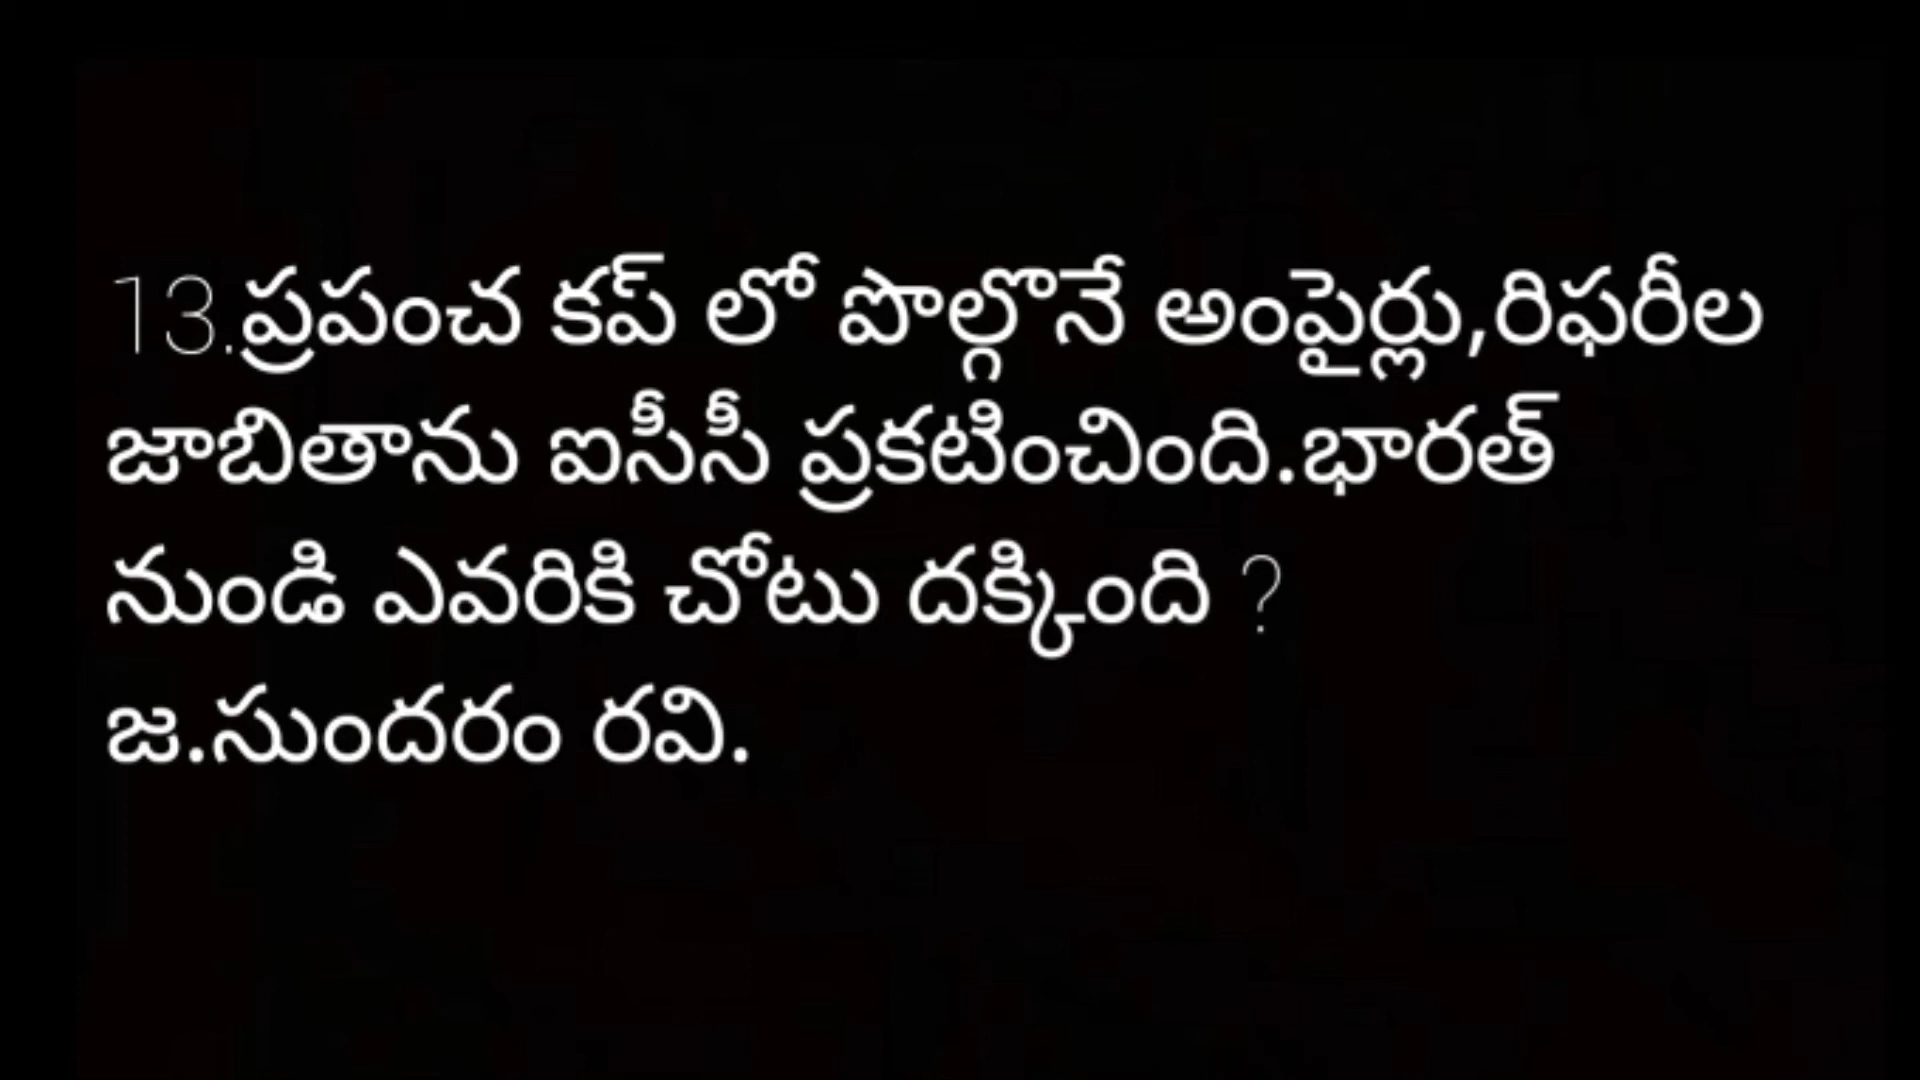 13.ప్రపంచ కప్ లో పాల్గొనే అంపైర్లు,రిఫరీల
జాబితాను ఐసీసీ ప్రకటించింది.భారత్
నుండి ఎవరికి చోటు దక్కింది ?
జ.సుందరం రవి.